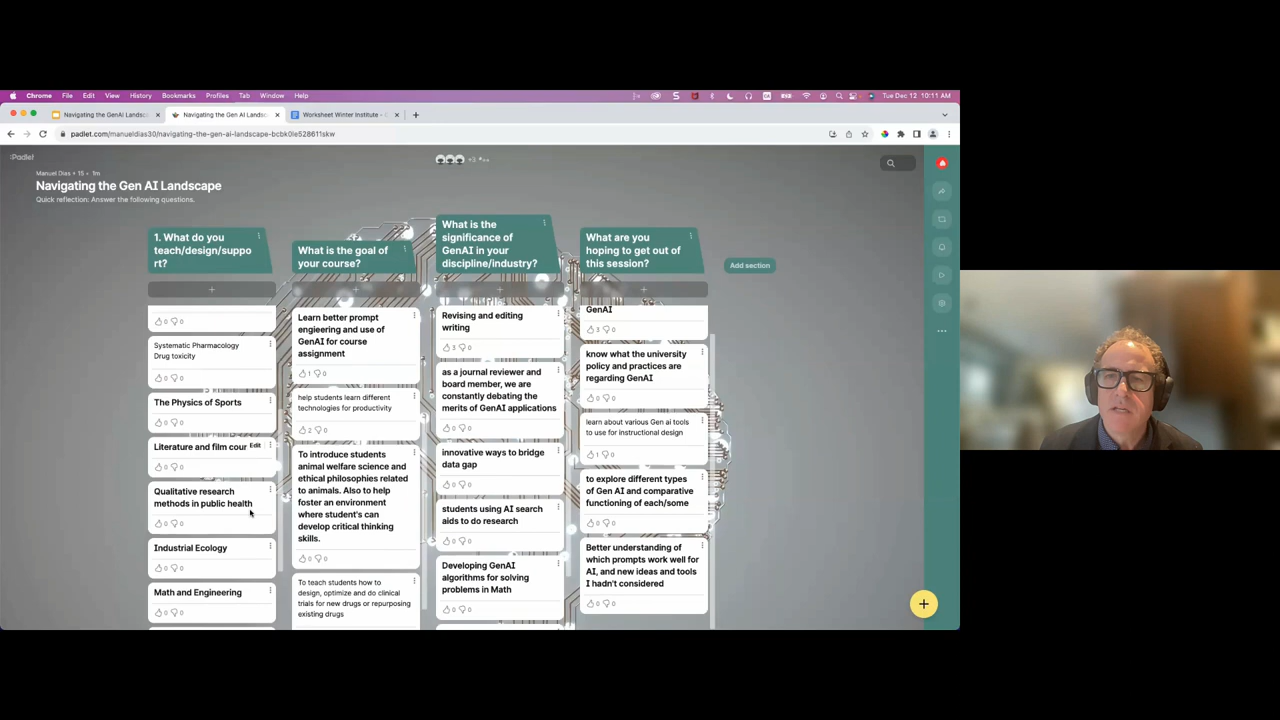 Chrome File Edit View History Bookmarks Profiles Tab Window Help
Tue Dec 12 10:11 AM
Navigating the GenAI Landsc
Navigating the GenAI Landsc
Worksheet Winter Institute -
padlet.com/manueldias30/navigating-the-gen-ai-landscape-bcbk0le528611skw
:Padlet
+3
Manuel Dias + 15 • 1m
Navigating the Gen AI Landscape
Quick reflection: Answer the following questions.
1. What do you
teach/design/suppo
rt?
Systematic Pharmacology
Drug toxicity
The Physics of Sports
Literature and film cour
Edit
Qualitative research
methods in public health
Industrial Ecology
Math and Engineering
What is the goal of
your course?
Learn better prompt
engieering and use of
GenAI for course
assignment
help students learn different
technologies for productivity
To introduce students
animal welfare science and
ethical philosophies related
to animals. Also to help
foster an environment
where student's can
develop critical thinking
skills.
To teach students how to
design, optimize and do clinical
trials for new drugs or repurposing
existing drugs
What is the
significance of
GenAI in your
discipline/industry?
Revising and editing
writing
as a journal reviewer and
board member, we are
constantly debating the
merits of GenAI applications
innovative ways to bridge
data gap
students using AI search
aids to do research
Developing GenAI
algorithms for solving
problems in Math
What are you
hoping to get out of
this session?
GenAI
know what the university
policy and practices are
regarding GenAI
learn about various Gen ai tools
to use for instructional design
to explore different types
of Gen AI and comparative
functioning of each/some
Better understanding of
which prompts work well for
AI, and new ideas and tools
I hadn't considered
Add section